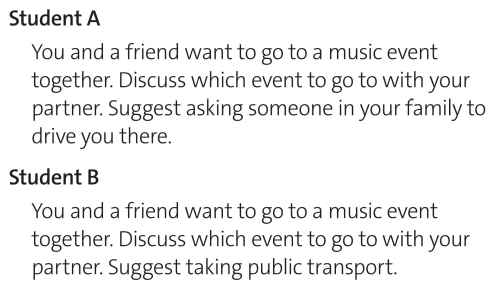 Student A
You and a friend want to go to a music event
together. Discuss which event to go to with your
partner. Suggest asking someone in your family to
drive you there.
Student B
You and a friend want to go to a music event
together. Discuss which event to go to with your
partner. Suggest taking public transport.